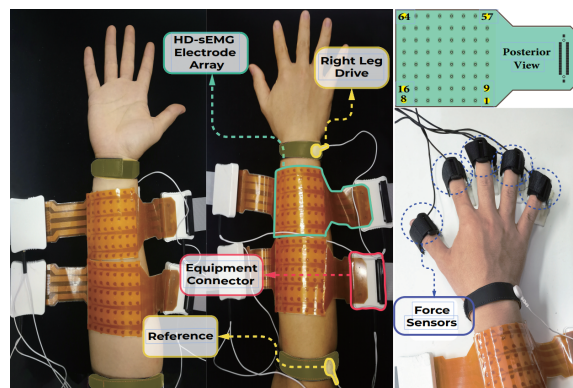 HD-sEMG
Electrode
Array
Right Leg
Drive
Equipment
Connector
Reference
64
57
Posterior
View
16
9
8
1
Force
Sensors